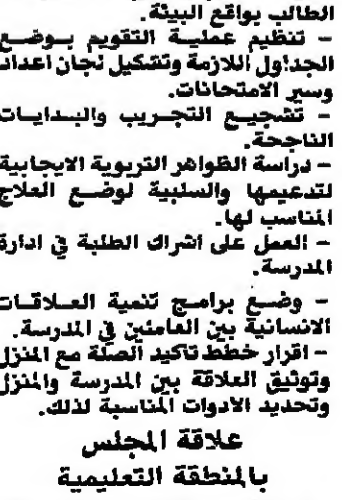 الطالب بواقع البيئة.
– تنظيم عملية التقويم بوضع
الجداول اللازمة وتشكيل لجان اعداد
وسير الامتحانات.
– تشجيع التجريب والبدايات
الناجحة.
– دراسة الظواهر التربوية الايجابية
لتدعيمها والسلبية لوضع العلاج
المناسب لها.
– العمل على اشراك الطلبة في ادارة
المدرسة.
– وضع برامج تنمية العلاقات
الانسانية بين العاملين في المدرسة.
– اقرار خطط تاكيد الصلة مع المنزل
وتوثيق العلاقة بين المدرسة والمنزل
وتحديد الادوات المناسبة لذلك.
علاقة المجلس
بالمنطقة التعليمية